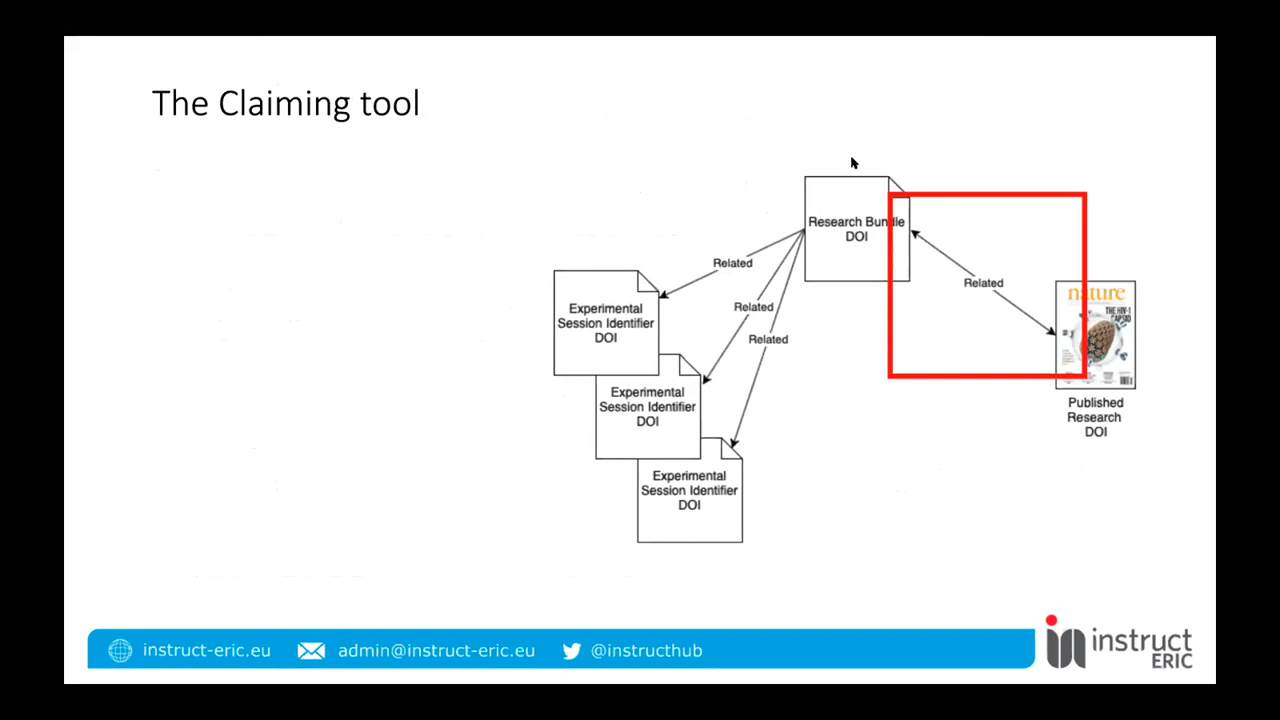 The Claiming tool
Research Bundle
DOI
Related
Related
Related
Related
Experimental
Session Identifier
DOI
Experimental
Session Identifier
DOI
Experimental
Session Identifier
DOI
nature
THE HIV-1
CAPSID
Published
Research
DOI
instruct-eric.eu
admin@instruct-eric.eu
@instructhub
instruct
ERIC